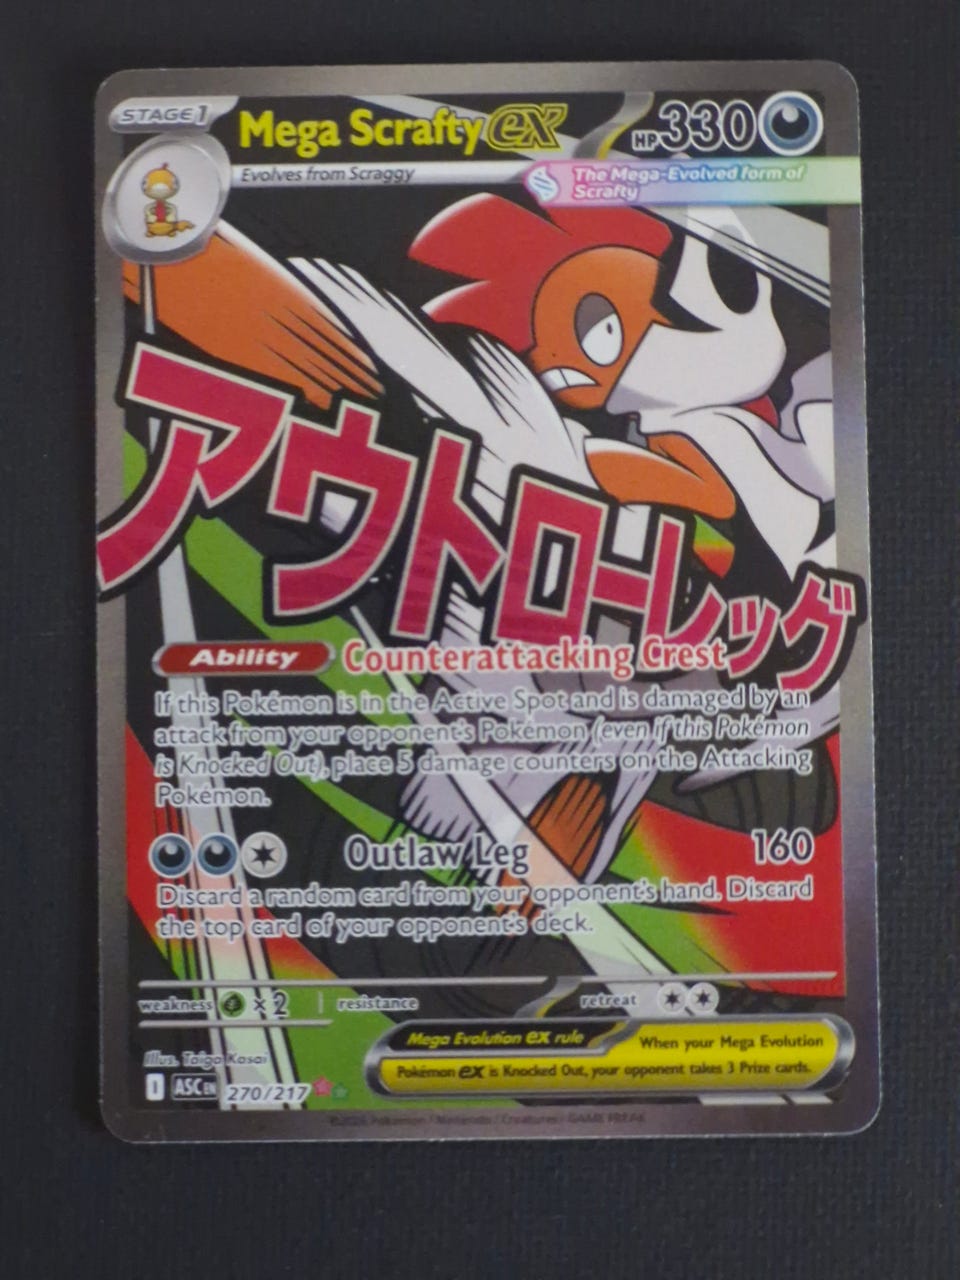 STAGE 1
Mega Scrafty ex
HP 330
Evolves from Scraggy
The Mega-Evolved form of
Scrafty
アウトローレッグ
Ability Counterattacking Crest
If this Pokémon is in the Active Spot and is damaged by an
attack from your opponent's Pokémon (even if this Pokémon
is Knocked Out), place 5 damage counters on the Attacking
Pokémon.
Outlaw Leg 160
Discard a random card from your opponent's hand. Discard
the top card of your opponent's deck.
weakness ×2 resistance retreat
Mega Evolution ex rule
When your Mega Evolution
Pokémon ex is Knocked Out, your opponent takes 3 Prize cards.
Illus. Taiga Kasai
I ASC EN 270/217
Pokémon / Nintendo / Creatures / GAME FREAK